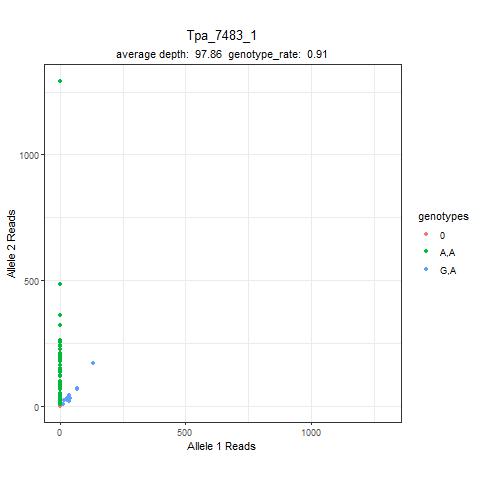 Tpa_7483_1
average depth:  97.86  genotype_rate:  0.91
Allele 2 Reads
1000
500
0
0
500
1000
Allele 1 Reads
genotypes
0
A,A
G,A